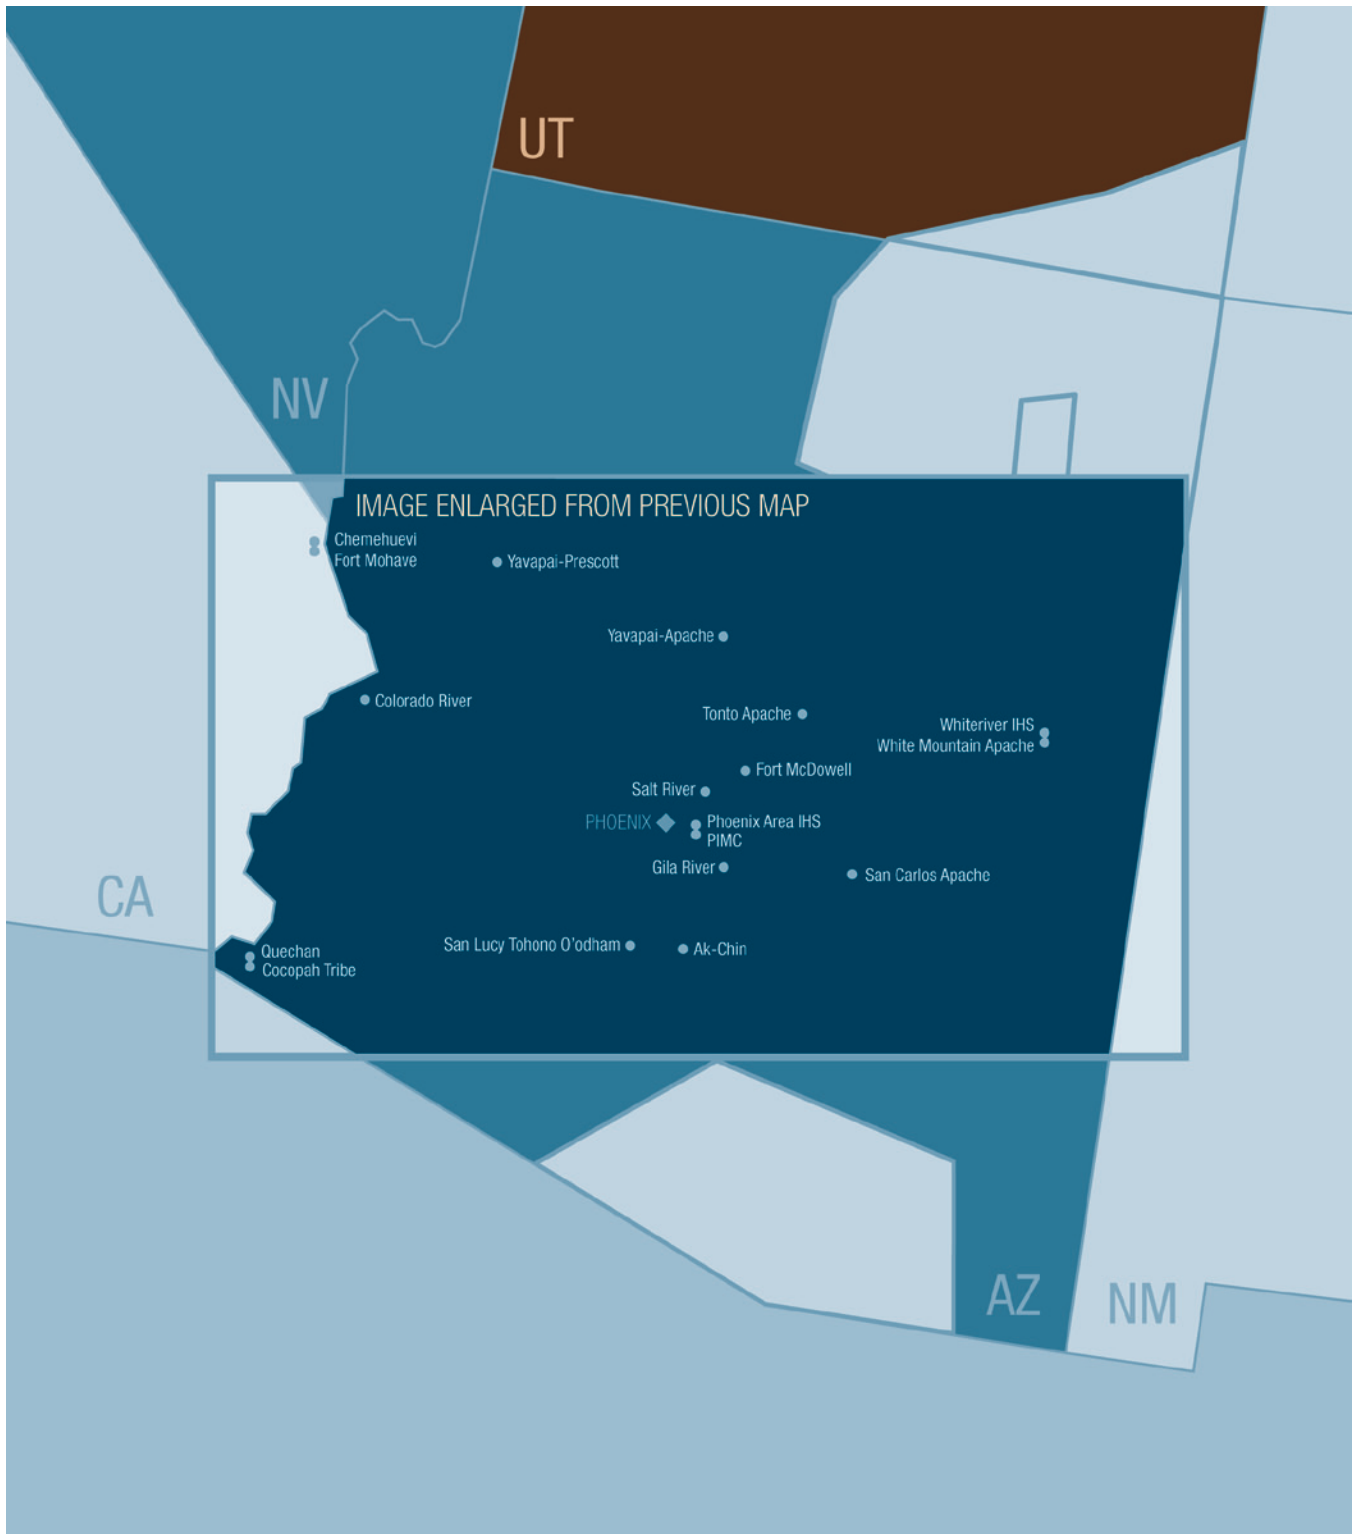 UT
NV
IMAGE ENLARGED FROM PREVIOUS MAP
Chemehuevi
Fort Mohave
Yavapai-Prescott
Yavapai-Apache
Colorado River
Tonto Apache
Whiteriver IHS
White Mountain Apache
Fort McDowell
Salt River
PHOENIX
Phoenix Area IHS
PIMC
Gila River
San Carlos Apache
CA
San Lucy Tohono O'odham
Ak-Chin
Quechan
Cocopah Tribe
AZ
NM